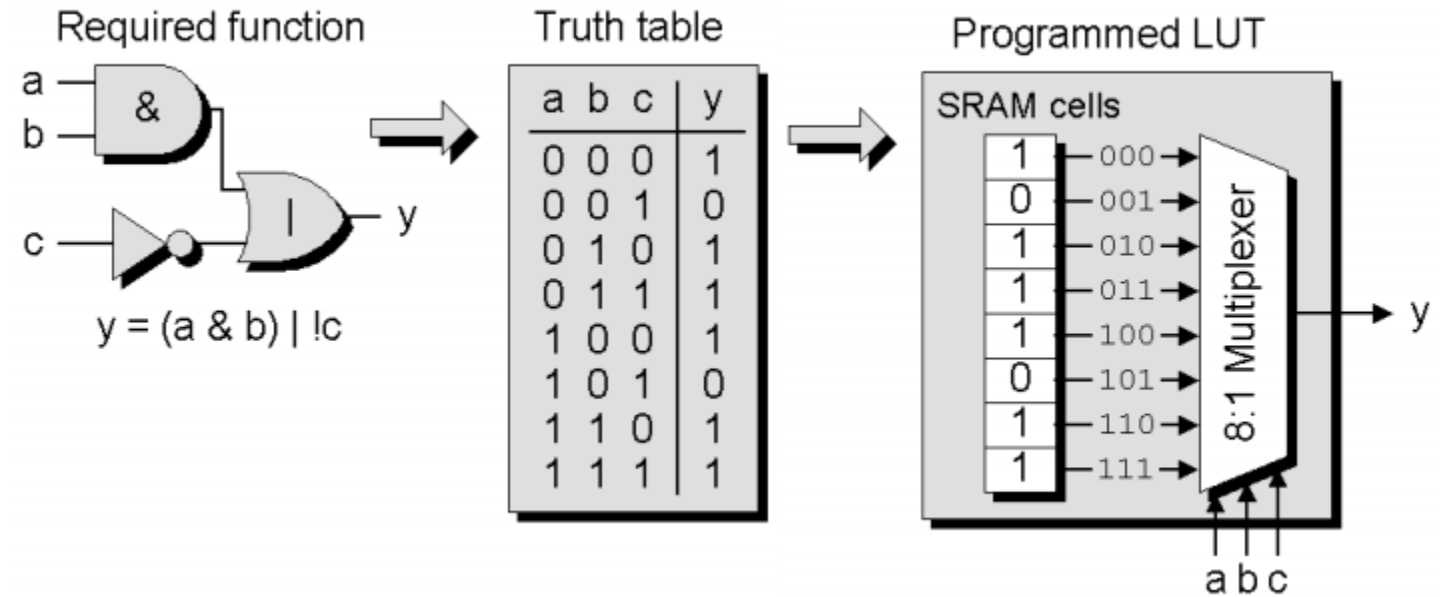 Required function
a
b
&
|
y
c
y = (a & b) | !c
Truth table
a b c y
0 0 0 1
0 0 1 0
0 1 0 1
0 1 1 1
1 0 0 1
1 0 1 0
1 1 0 1
1 1 1 1
Programmed LUT
SRAM cells
1 000
0 001
1 010
1 011
1 100
0 101
1 110
1 111
8:1 Multiplexer
y
a b c